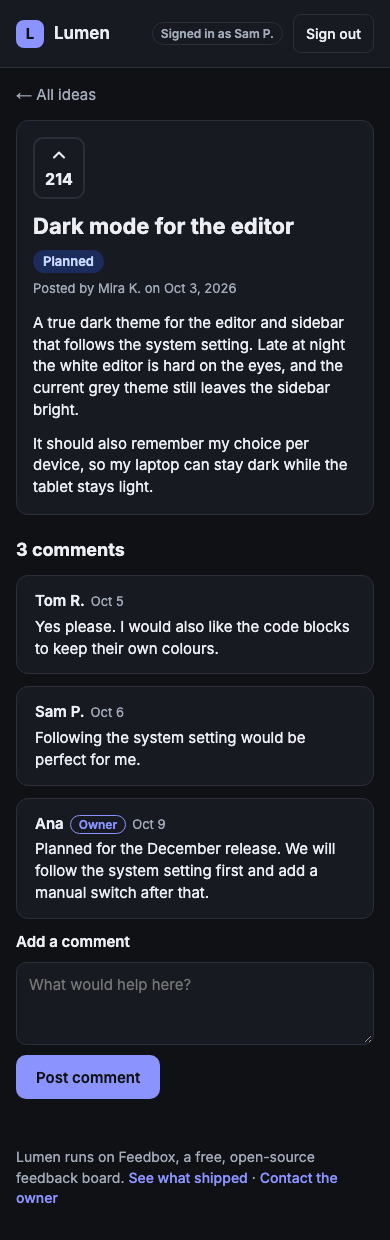 L Lumen Signed in as Sam P. Sign out
← All ideas
214
Dark mode for the editor
Planned
Posted by Mira K. on Oct 3, 2026
A true dark theme for the editor and sidebar
that follows the system setting. Late at night
the white editor is hard on the eyes, and the
current grey theme still leaves the sidebar
bright.
It should also remember my choice per
device, so my laptop can stay dark while the
tablet stays light.
3 comments
Tom R. Oct 5
Yes please. I would also like the code blocks
to keep their own colours.
Sam P. Oct 6
Following the system setting would be
perfect for me.
Ana Owner Oct 9
Planned for the December release. We will
follow the system setting first and add a
manual switch after that.
Add a comment
What would help here?
Post comment
Lumen runs on Feedbox, a free, open-source
feedback board. See what shipped · Contact the
owner